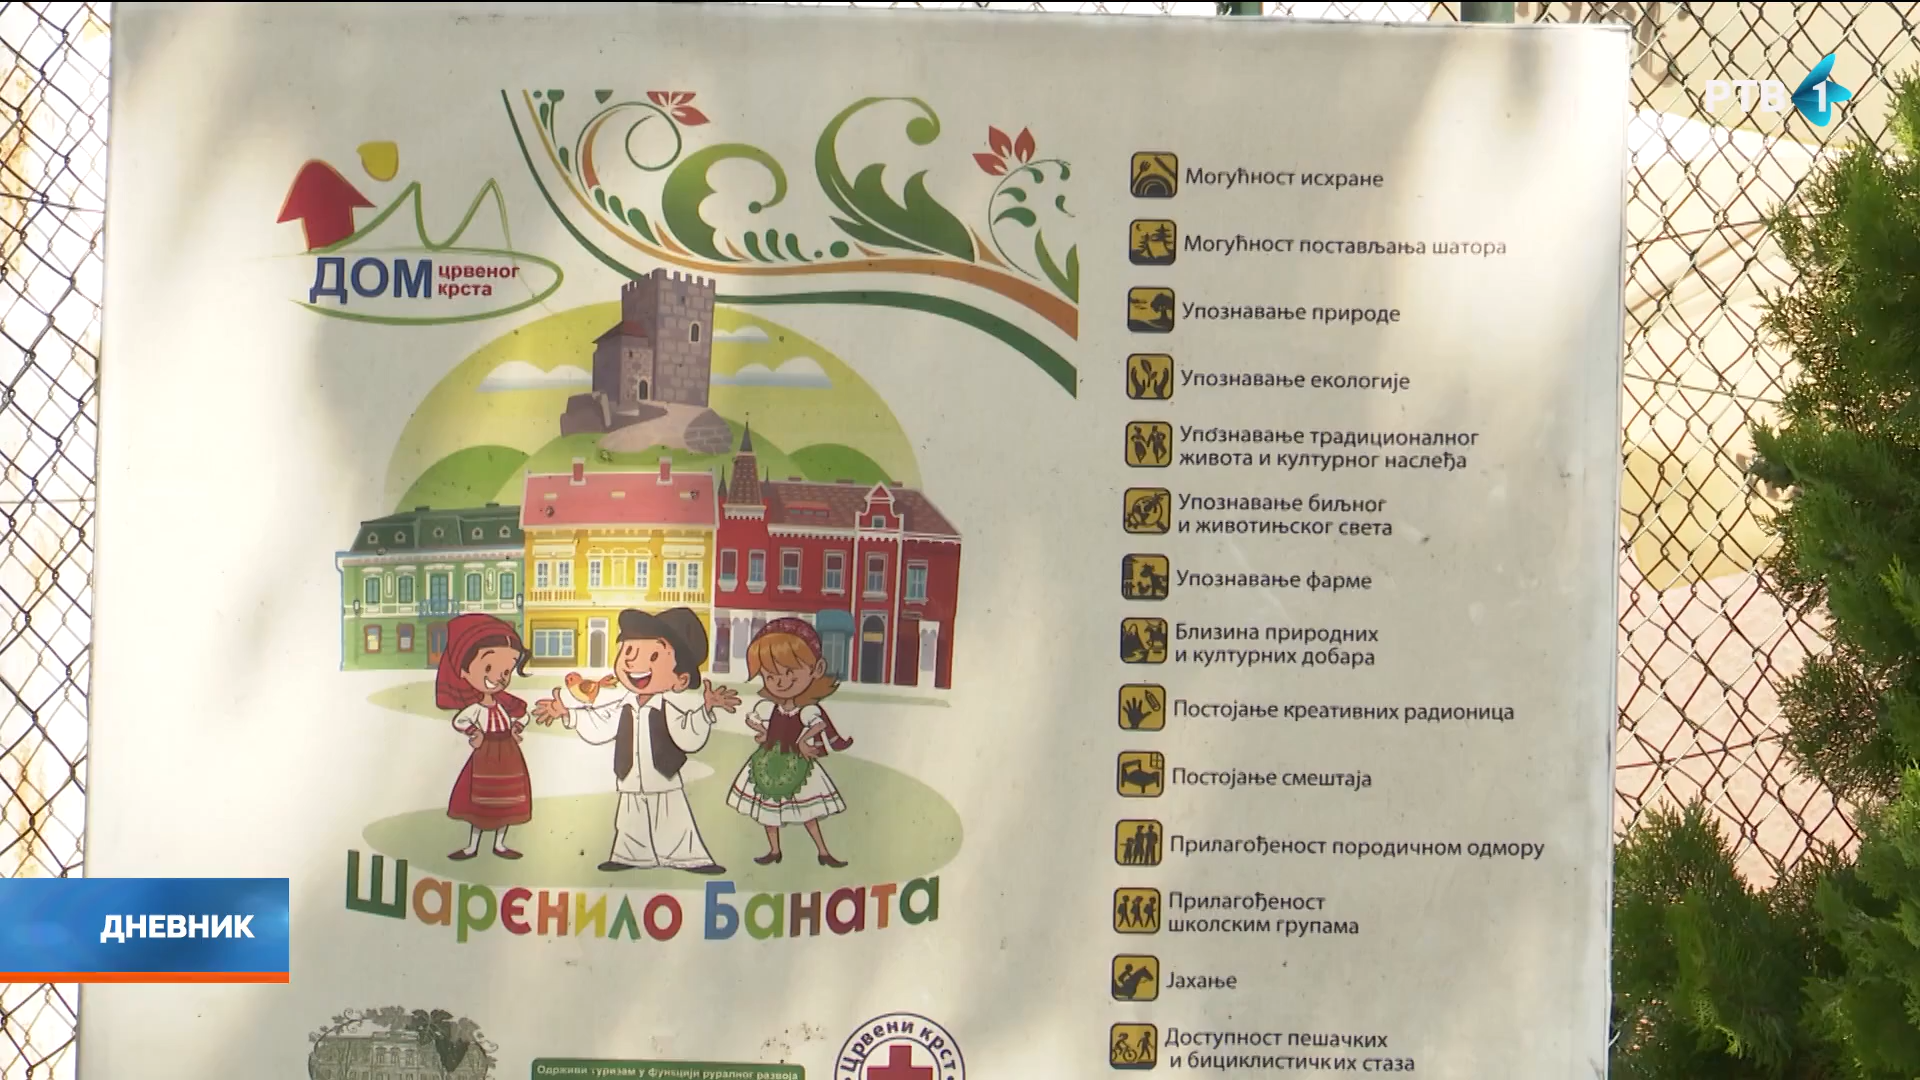 РТВ 1
ДОМ црвеног
крста
Могућност исхране
Могућност постављања шатора
Упознавање природе
Упознавање екологије
Упознавање традиционалног
живота и културног наслеђа
Упознавање биљног
и животињског света
Упознавање фарме
Близина природних
и културних добара
Постојање креативних радионица
Постојање смештаја
Прилагођеност породичном одмору
Прилагођеност
школским групама
Јахање
Доступност пешачких
и бициклистичких стаза
Шаренило Баната
ДНЕВНИК
Одрживи туризам у функцији руралног развоја
Црвени крст